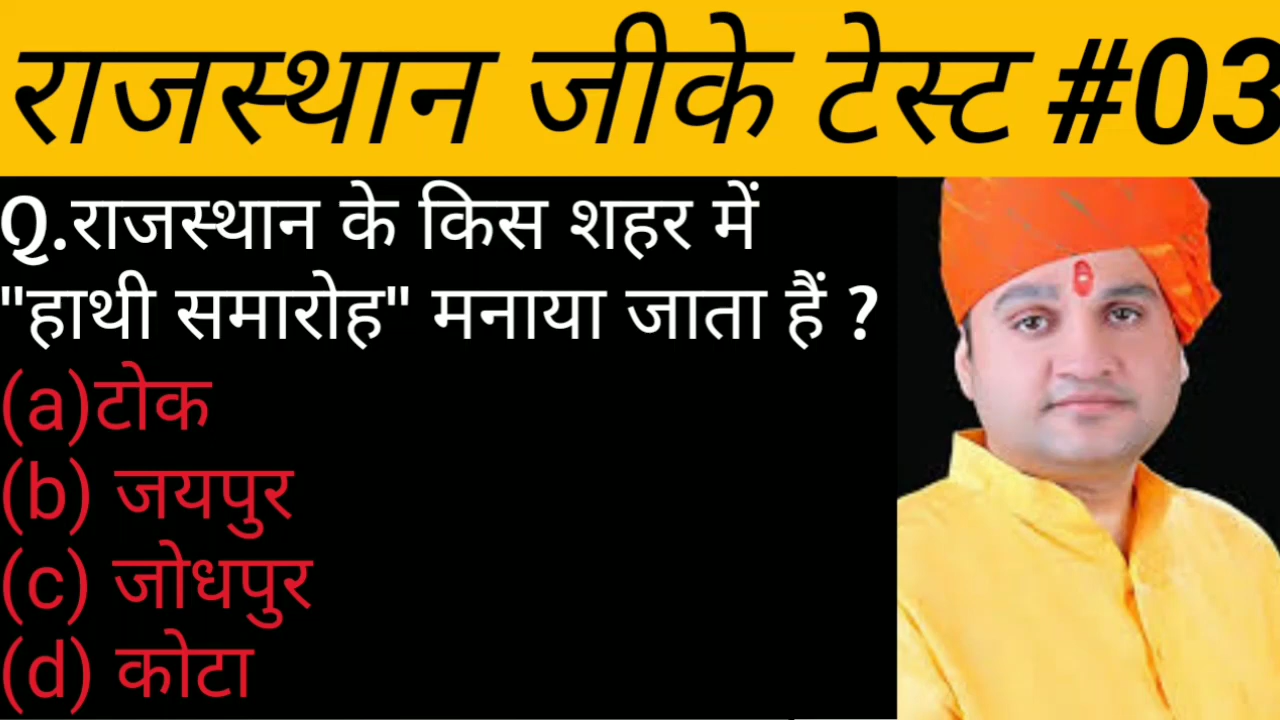 राजस्थान जीके टेस्ट #03
Q.राजस्थान के किस शहर में
"हाथी समारोह" मनाया जाता हैं ?
(a)टोक
(b) जयपुर
(c) जोधपुर
(d) कोटा